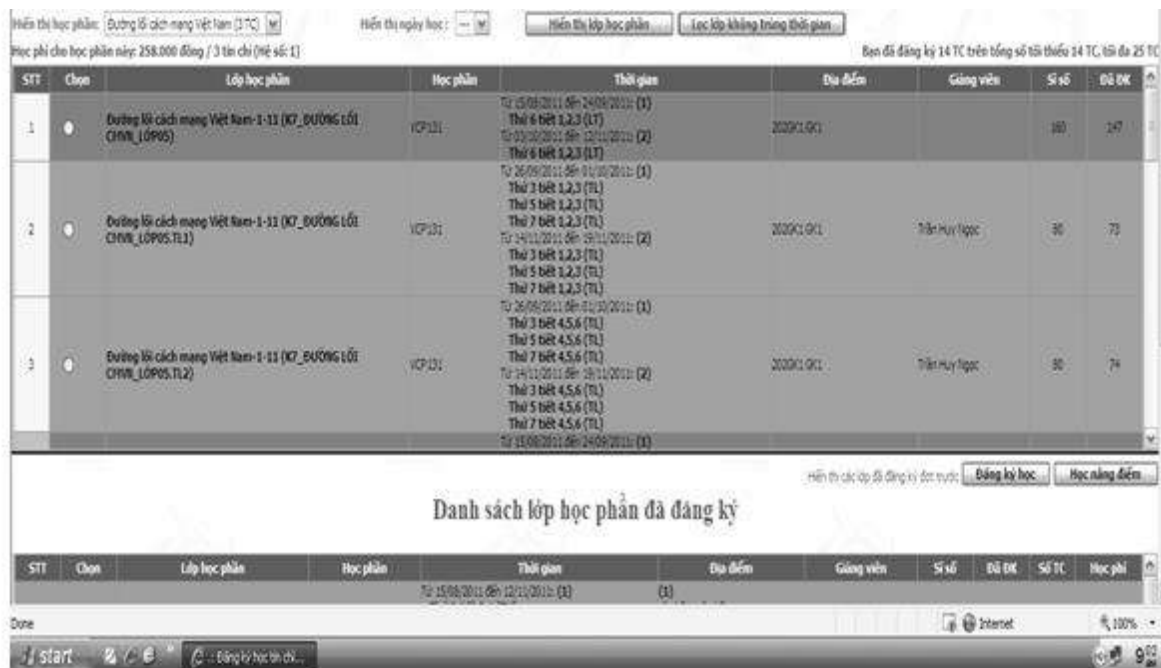 Hiển thị học phần: Đường lối cách mạng Việt Nam (3 TC) Hiển thị ngày học: --- Hiển thị lớp học phần Lọc lớp không trùng thời gian
Học phí cho học phần này: 258.000 đồng / 3 tín chỉ (Hệ số: 1) Bạn đã đăng ký 14 TC trên tổng số tối thiểu 14 TC, tối đa 25 TC
STT Chọn Lớp học phần Học phần Thời gian Địa điểm Giảng viên Sĩ số Đã ĐK
Từ 15/08/2011 đến 24/09/2011: (1)
Thứ 6 tiết 1,2,3 (LT)
1 Đường lối cách mạng Việt Nam-1-11 (K7_ĐƯỜNG LỐI CHVN_LOP05) VCP131 160 147
Từ 03/10/2011 đến 12/11/2011: (2)
Thứ 6 tiết 1,2,3 (LT)
Từ 26/09/2011 đến 01/10/2011: (1)
Thứ 3 tiết 1,2,3 (TL)
Thứ 5 tiết 1,2,3 (TL)
Thứ 7 tiết 1,2,3 (TL)
2 Đường lối cách mạng Việt Nam-1-11 (K7_ĐƯỜNG LỐI CHVN_LOP05.TL1) VCP131 Trần Huy Ngọc 80 73
Từ 14/11/2011 đến 19/11/2011: (2)
Thứ 3 tiết 1,2,3 (TL)
Thứ 5 tiết 1,2,3 (TL)
Thứ 7 tiết 1,2,3 (TL)
Từ 26/09/2011 đến 01/10/2011: (1)
Thứ 3 tiết 4,5,6 (TL)
Thứ 5 tiết 4,5,6 (TL)
Thứ 7 tiết 4,5,6 (TL)
3 Đường lối cách mạng Việt Nam-1-11 (K7_ĐƯỜNG LỐI CHVN_LOP05.TL2) VCP131 Trần Huy Ngọc 80 74
Từ 14/11/2011 đến 19/11/2011: (2)
Thứ 3 tiết 4,5,6 (TL)
Thứ 5 tiết 4,5,6 (TL)
Thứ 7 tiết 4,5,6 (TL)
Từ 15/08/2011 đến 24/09/2011: (1)
Hiển thị các lớp đã đăng ký đợt trước Đăng ký học Học nâng điểm
Danh sách lớp học phần đã đăng ký
STT Chọn Lớp học phần Học phần Thời gian Địa điểm Giảng viên Sĩ số Đã ĐK Số TC Học phí
Từ 15/08/2011 đến 12/11/2011: (1) (1)
Done Internet 100%
start Đăng ký học tín chỉ...